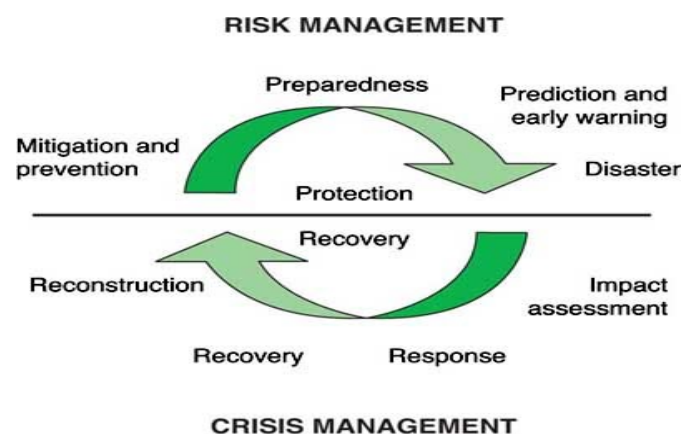 RISK MANAGEMENT
Preparedness
Prediction and
early warning
Mitigation and
prevention
Disaster
Protection
Recovery
Reconstruction
Impact
assessment
Recovery
Response
CRISIS MANAGEMENT